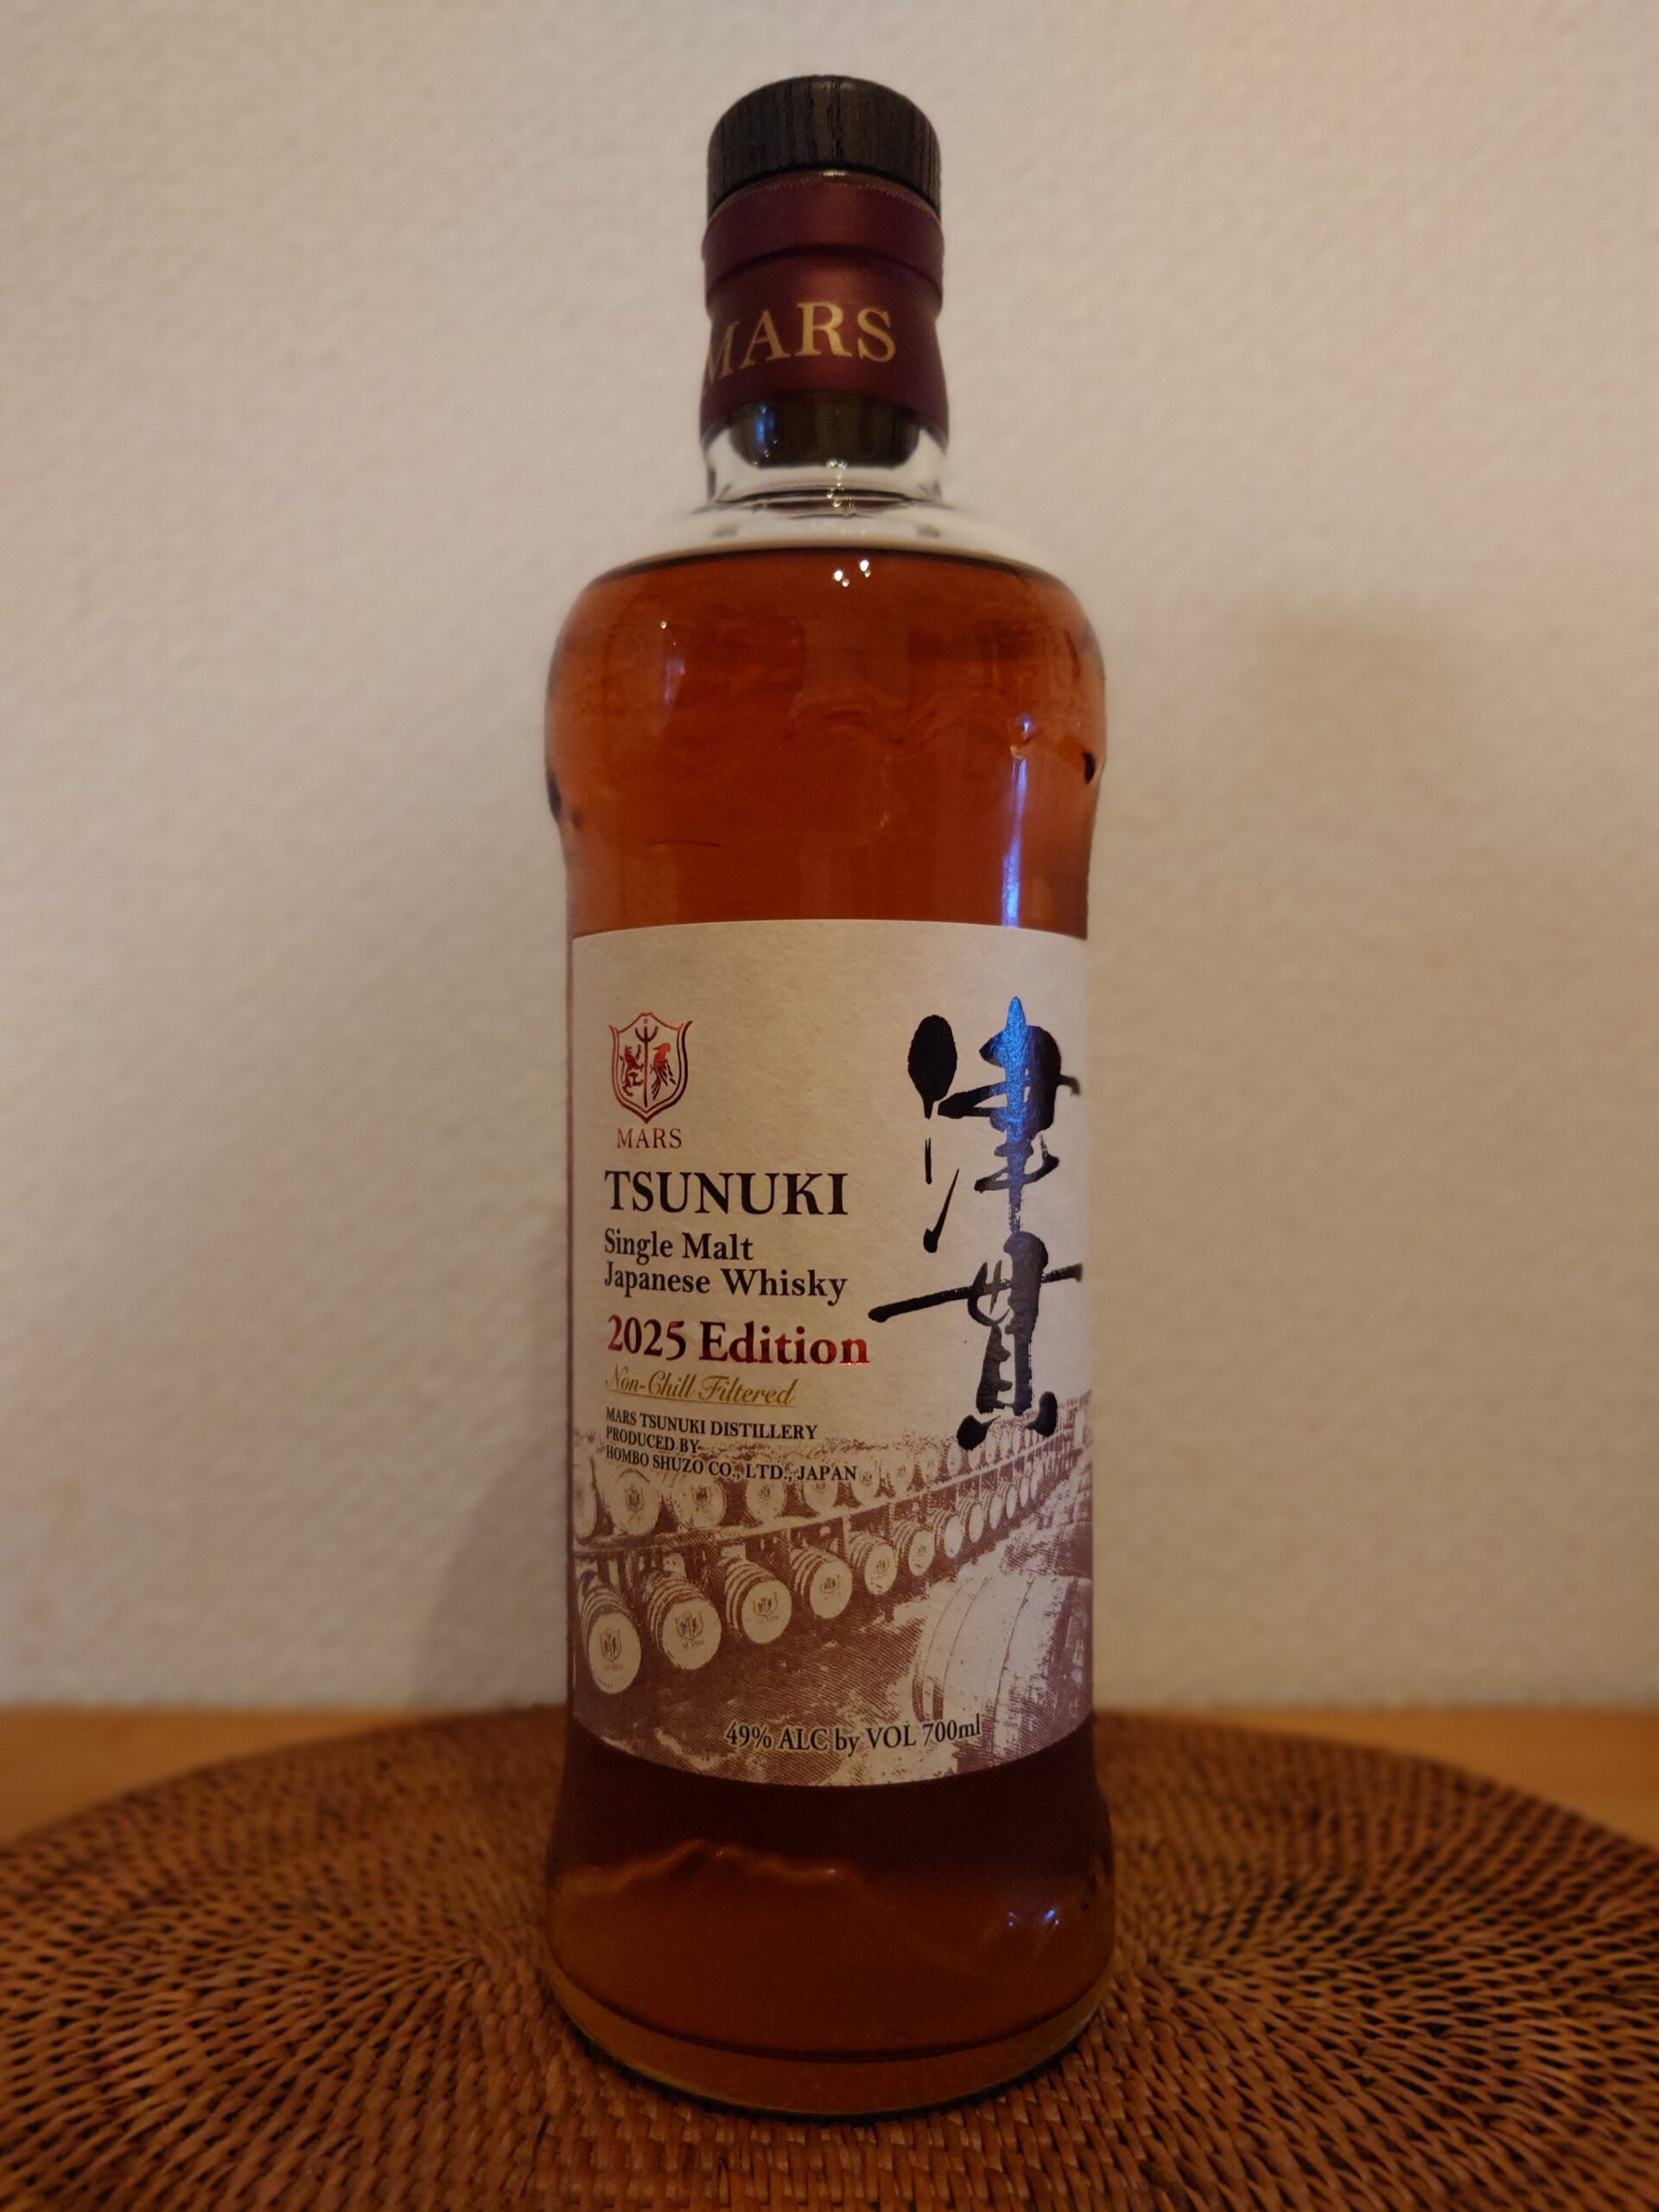 MARS
MARS
津貫
TSUNUKI
Single Malt
Japanese Whisky
2025 Edition
Non-Chill Filtered
MARS TSUNUKI DISTILLERY
PRODUCED BY
HOMBO SHUZO CO., LTD., JAPAN
49% ALC by VOL 700ml